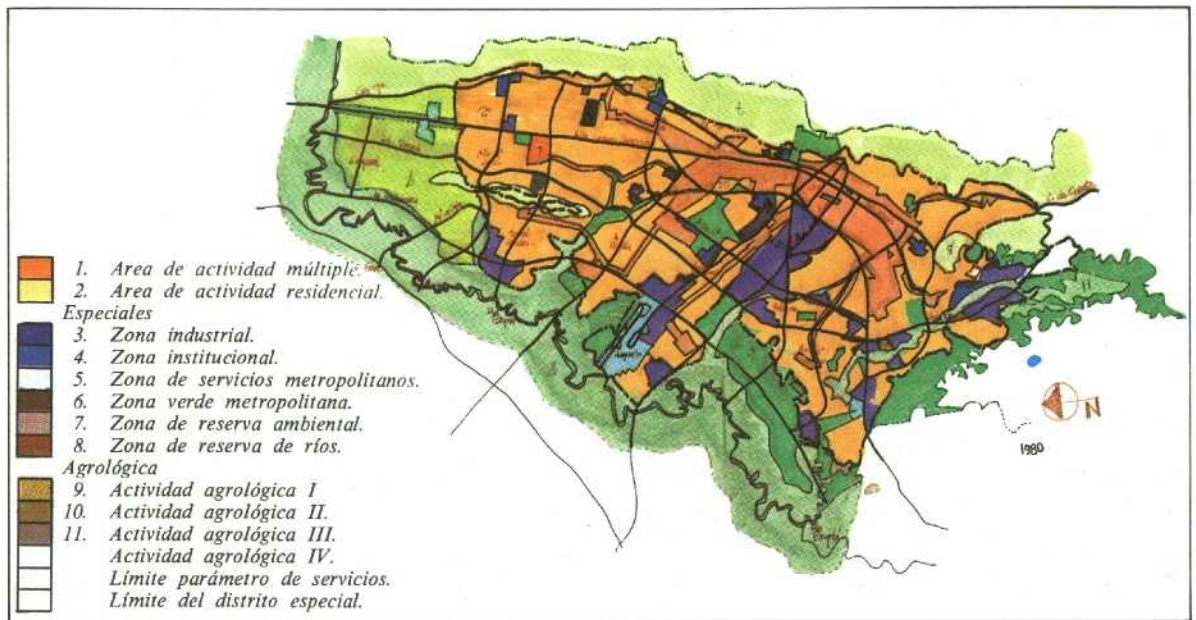 1. Area de actividad múltiple.
2. Area de actividad residencial.
Especiales
3. Zona industrial.
4. Zona institucional.
5. Zona de servicios metropolitanos.
6. Zona verde metropolitana.
7. Zona de reserva ambiental.
8. Zona de reserva de ríos.
Agrológica
9. Actividad agrológica I
10. Actividad agrológica II.
11. Actividad agrológica III.
Actividad agrológica IV.
Límite parámetro de servicios.
Límite del distrito especial.
N
1980